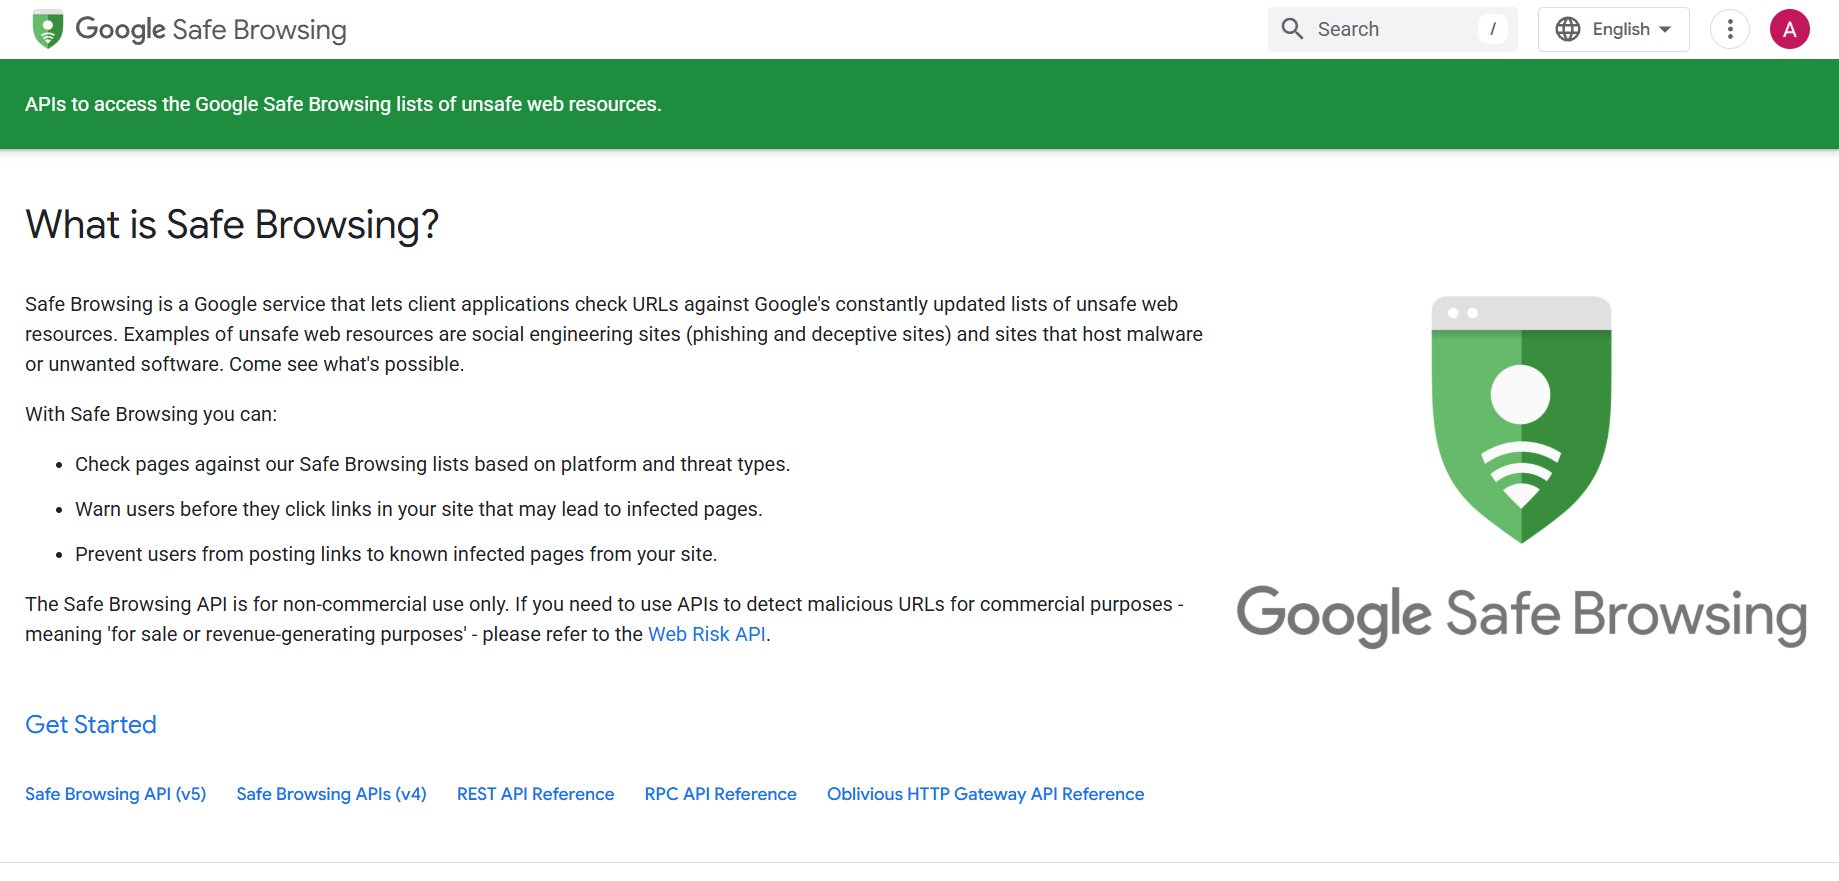 Google Safe Browsing
Search
/
English
A
APIs to access the Google Safe Browsing lists of unsafe web resources.
What is Safe Browsing?
Safe Browsing is a Google service that lets client applications check URLs against Google's constantly updated lists of unsafe web
resources. Examples of unsafe web resources are social engineering sites (phishing and deceptive sites) and sites that host malware
or unwanted software. Come see what's possible.
With Safe Browsing you can:
• Check pages against our Safe Browsing lists based on platform and threat types.
• Warn users before they click links in your site that may lead to infected pages.
• Prevent users from posting links to known infected pages from your site.
The Safe Browsing API is for non-commercial use only. If you need to use APIs to detect malicious URLs for commercial purposes -
meaning 'for sale or revenue-generating purposes' - please refer to the Web Risk API.
Google Safe Browsing
Get Started
Safe Browsing API (v5)
Safe Browsing APIs (v4)
REST API Reference
RPC API Reference
Oblivious HTTP Gateway API Reference